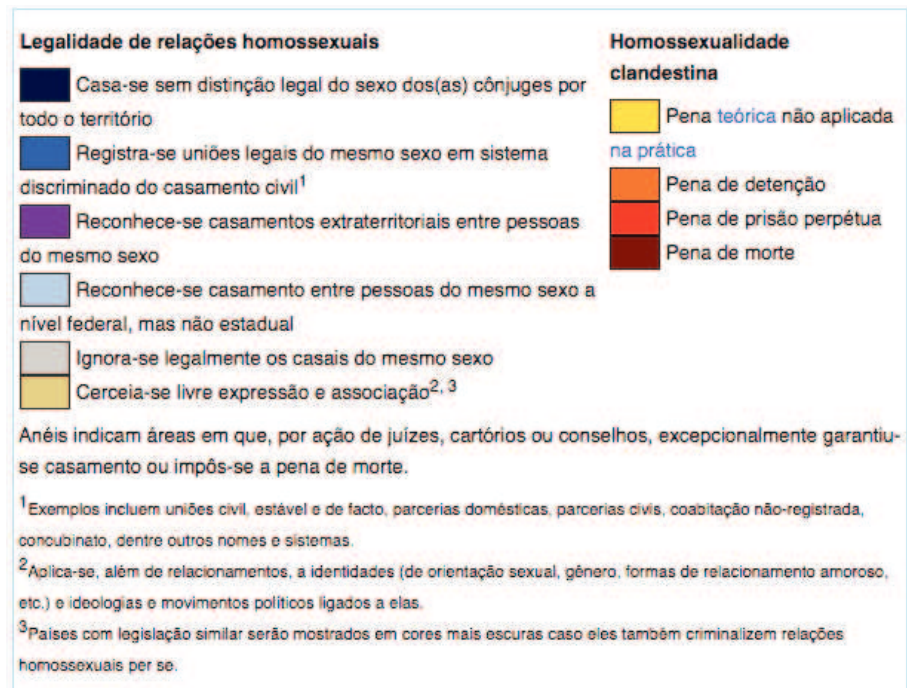 Legalidade de relações homossexuais
Casa-se sem distinção legal do sexo dos(as) cônjuges por
todo o território
Registra-se uniões legais do mesmo sexo em sistema
discriminado do casamento civil¹
Reconhece-se casamentos extraterritoriais entre pessoas
do mesmo sexo
Reconhece-se casamento entre pessoas do mesmo sexo a
nível federal, mas não estadual
Ignora-se legalmente os casais do mesmo sexo
Cerceia-se livre expressão e associação²,³
Homossexualidade
clandestina
Pena teórica não aplicada
na prática
Pena de detenção
Pena de prisão perpétua
Pena de morte
Anéis indicam áreas em que, por ação de juízes, cartórios ou conselhos, excepcionalmente garantiu-
se casamento ou impôs-se a pena de morte.
¹Exemplos incluem uniões civil, estável e de facto, parcerias domésticas, parcerias civis, coabitação não-registrada,
concubinato, dentre outros nomes e sistemas.
²Aplica-se, além de relacionamentos, a identidades (de orientação sexual, gênero, formas de relacionamento amoroso,
etc.) e ideologias e movimentos políticos ligados a elas.
³Países com legislação similar serão mostrados em cores mais escuras caso eles também criminalizem relações
homossexuais per se.